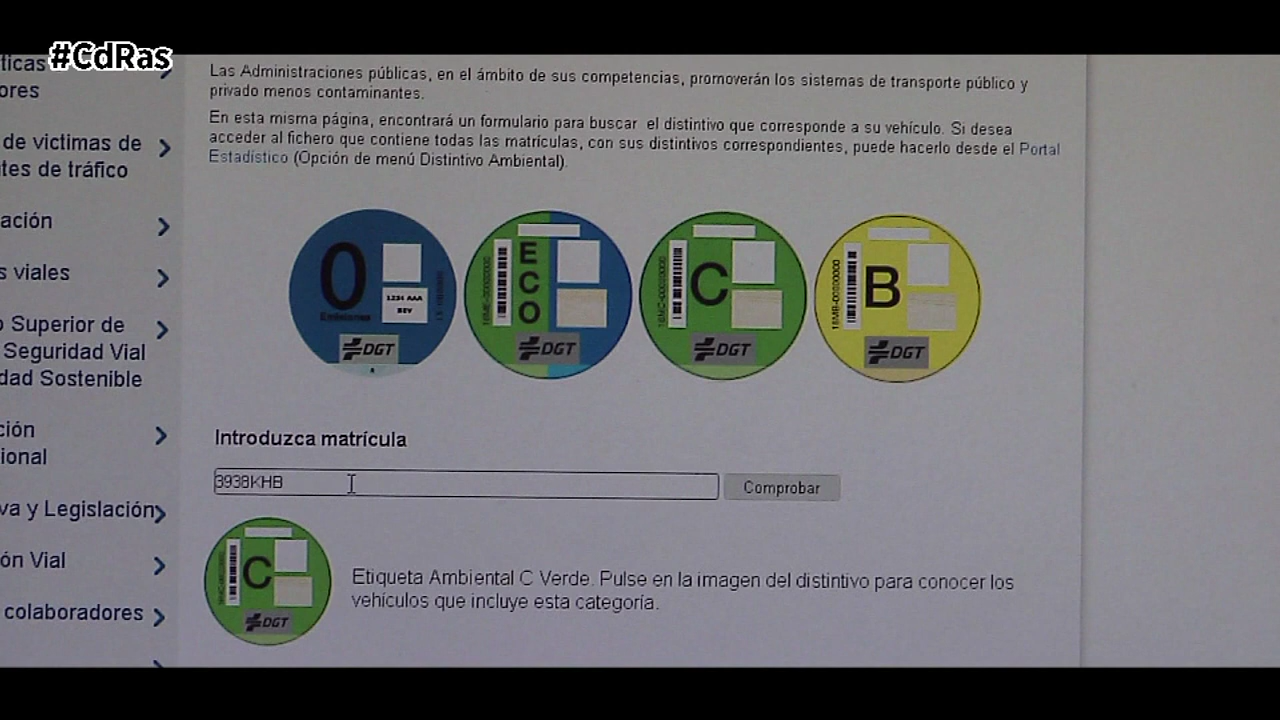 #CdRas
ticas
ores
de victimas de
tes de tráfico
ación
s viales
o Superior de
Seguridad Vial
dad Sostenible
ción
ional
va y Legislación
ón Vial
colaboradores
Las Administraciones públicas, en el ámbito de sus competencias, promoverán los sistemas de transporte público y
privado menos contaminantes.
En esta misma página, encontrará un formulario para buscar el distintivo que corresponde a su vehículo. Si desea
acceder al fichero que contiene todas las matrículas, con sus distintivos correspondientes, puede hacerlo desde el Portal
Estadístico (Opción de menú Distintivo Ambiental).
0
1234 AAA
BBV
DGT
ECO
DGT
C
DGT
B
DGT
Introduzca matrícula
3938KHB
Comprobar
C
DGT
Etiqueta Ambiental C Verde. Pulse en la imagen del distintivo para conocer los
vehículos que incluye esta categoría.